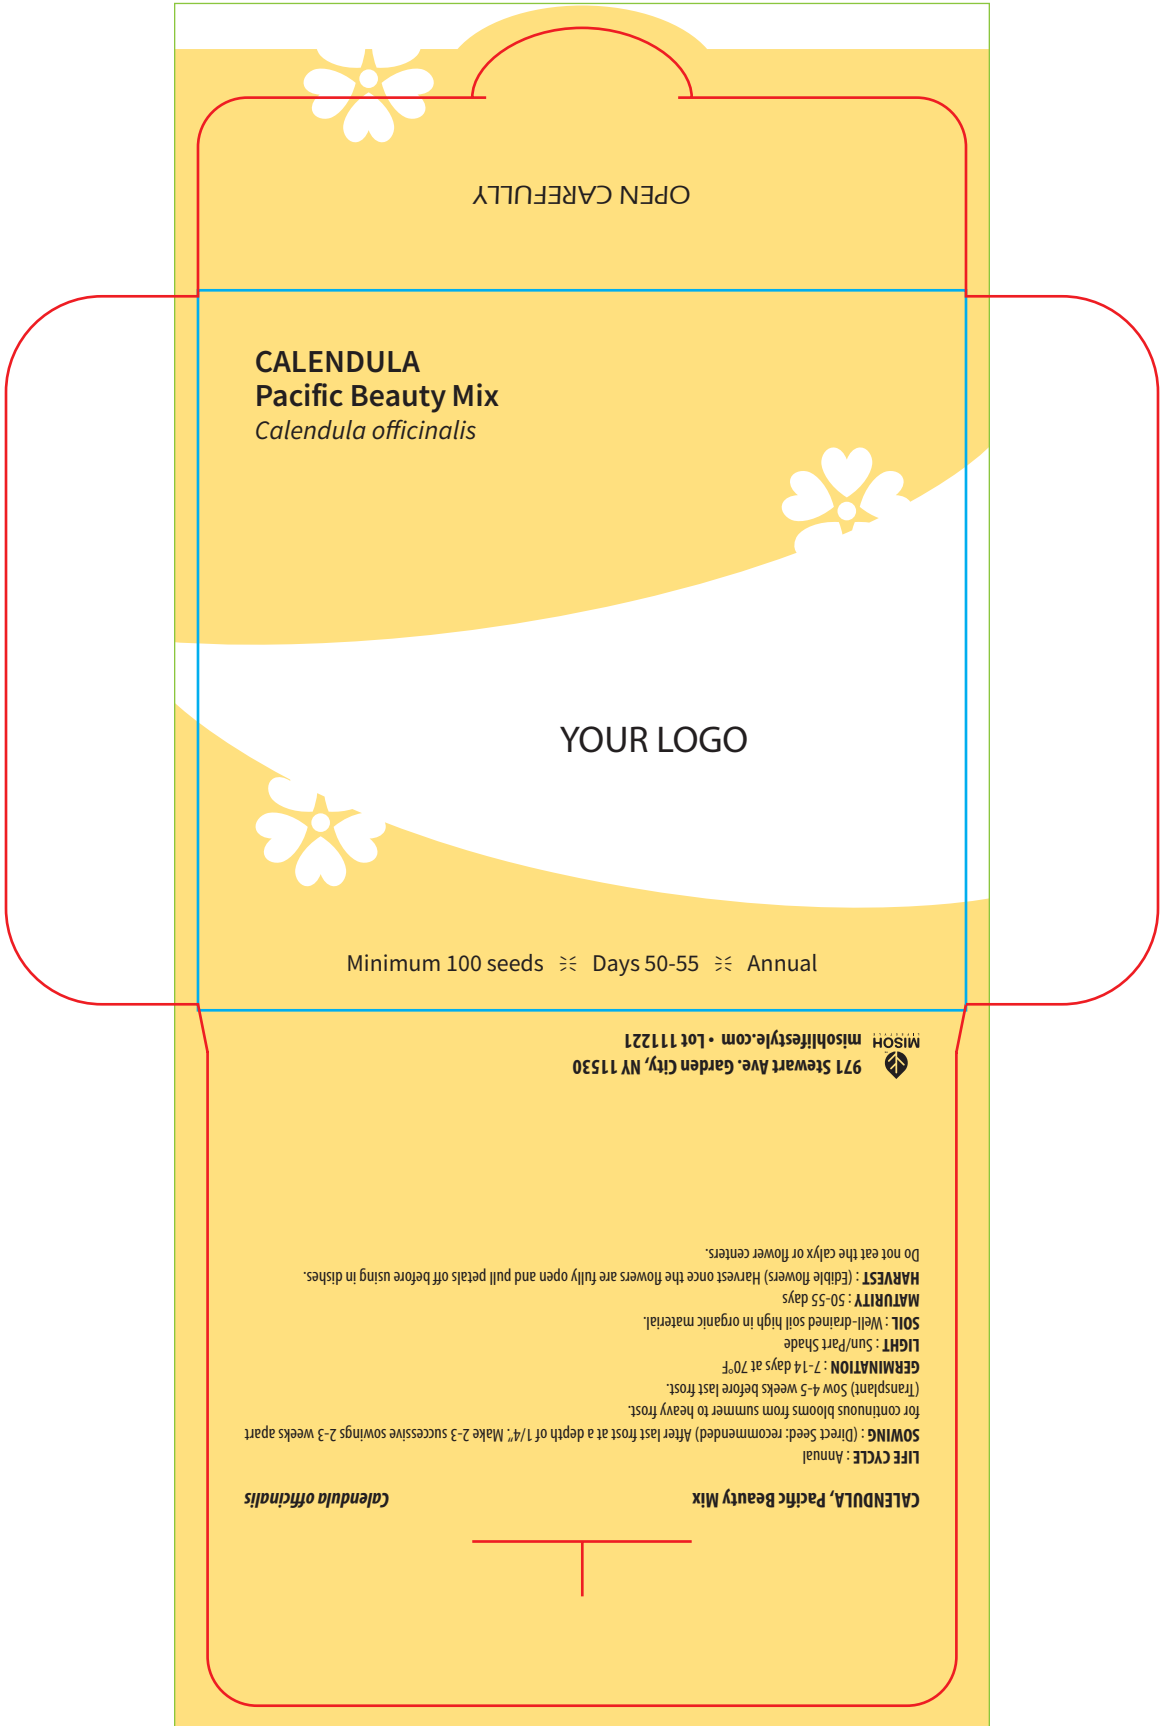 OPEN CAREFULLY
CALENDULA
Pacific Beauty Mix
Calendula officinalis
YOUR LOGO
Minimum 100 seeds Days 50-55 Annual
CALENDULA, Pacific Beauty Mix Calendula officinalis
LIFE CYCLE : Annual
SOWING : (Direct Seed: recommended) After last frost at a depth of 1/4”. Make 2-3 successive sowings 2-3 weeks apart
for continuous blooms from summer to heavy frost.
(Transplant) Sow 4-5 weeks before last frost.
GERMINATION : 7-14 days at 70°F
LIGHT : Sun/Part Shade
SOIL : Well-drained soil high in organic material.
MATURITY : 50-55 days
HARVEST : (Edible flowers) Harvest once the flowers are fully open and pull petals off before using in dishes.
Do not eat the calyx or flower centers.
MISOH
971 Stewart Ave. Garden City, NY 11530
misohlifestyle.com • Lot 111221